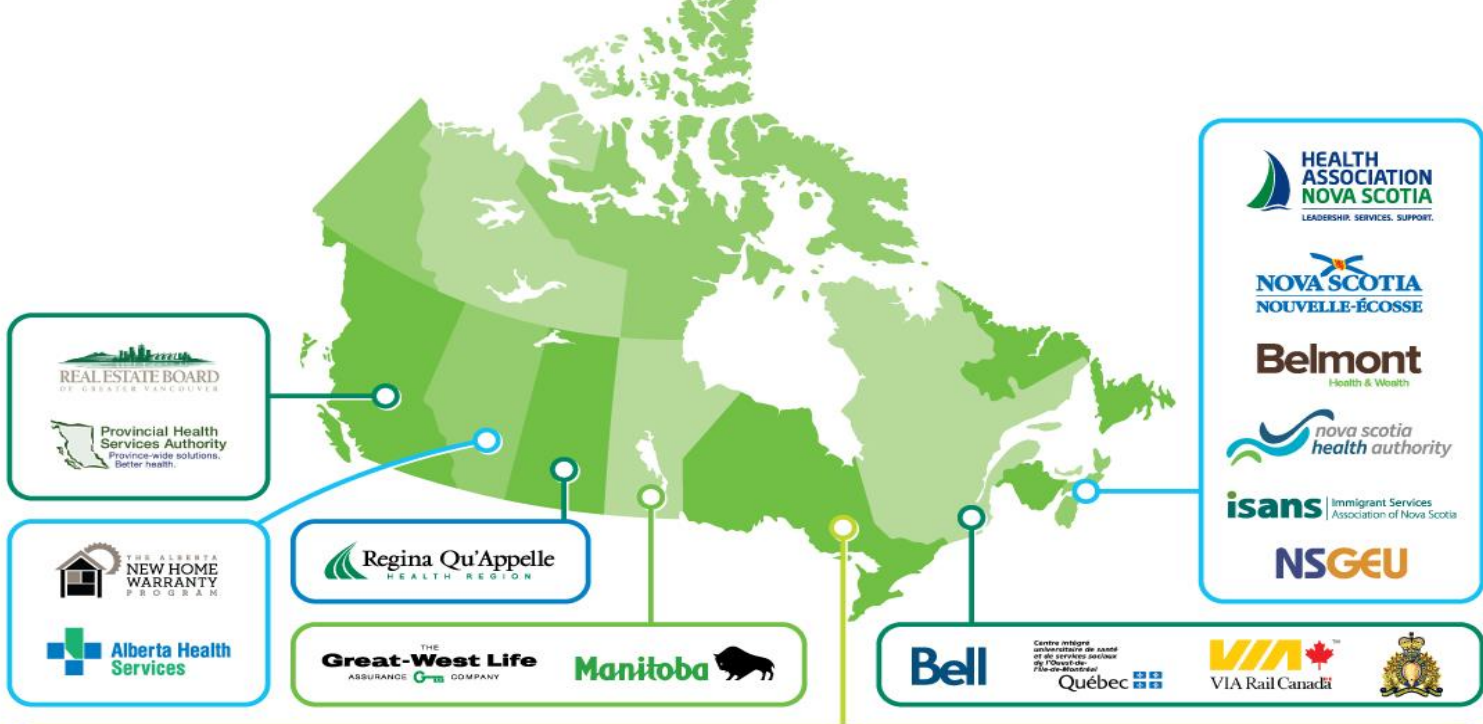 REAL ESTATE BOARD
OF GREATER VANCOUVER
Provincial Health
Services Authority
Province-wide solutions.
Better health.
THE ALBERTA
NEW HOME
WARRANTY
PROGRAM
Alberta Health
Services
Regina Qu'Appelle
HEALTH REGION
THE
Great-West Life
ASSURANCE G COMPANY
Manitoba
Bell
Centre intégré
universitaire de santé
et de services sociaux
de l'Ouest-de-
l'Île-de-Montréal
Québec
VIA
TM
VIA Rail Canada
HEALTH
ASSOCIATION
NOVA SCOTIA
LEADERSHIP. SERVICES. SUPPORT.
NOVA SCOTIA
NOUVELLE-ÉCOSSE
Belmont
Health & Wealth
nova scotia
health authority
isans
Immigrant Services
Association of Nova Scotia
NSGEU